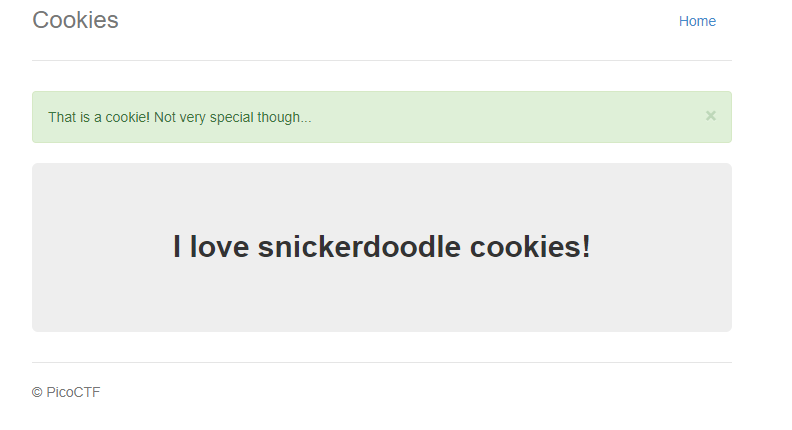 Cookies
Home
That is a cookie! Not very special though...
×
I love snickerdoodle cookies!
© PicoCTF